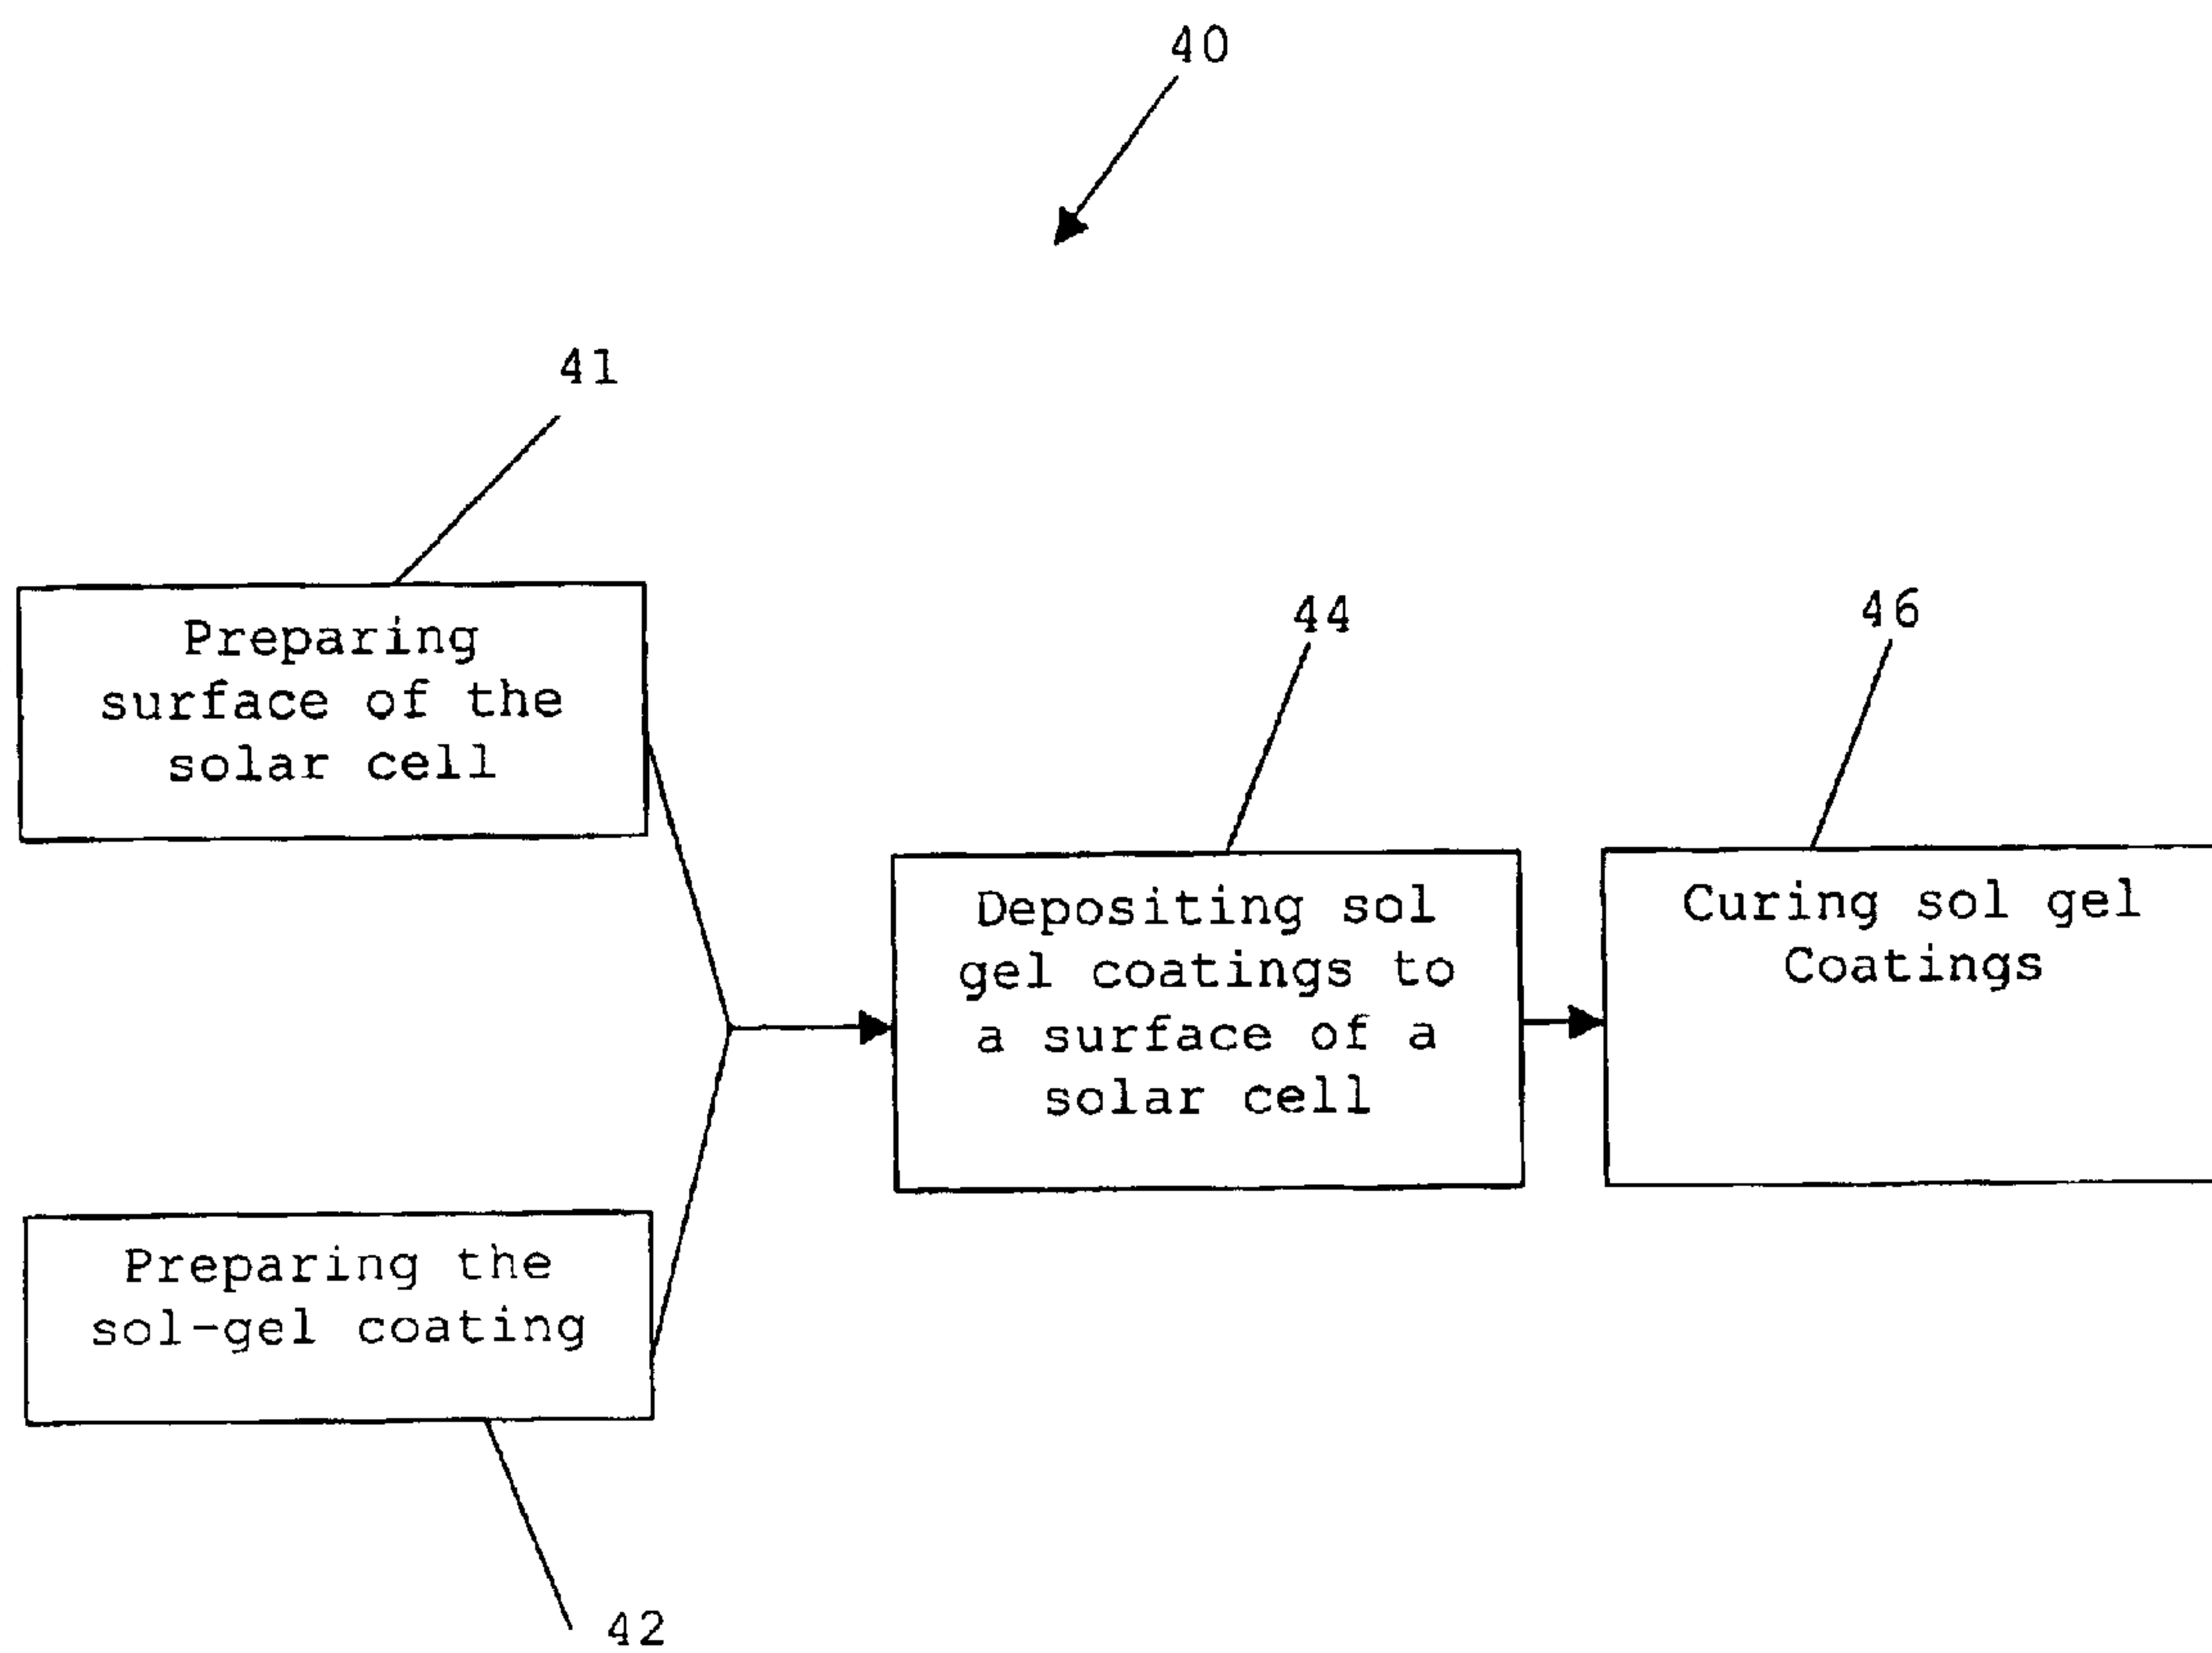 40
41
Preparing
surface of the
solar cell
44
Depositing sol
gel coatings to
a surface of a
solar cell
46
Curing sol gel
Coatings
Preparing the
sol-gel coating
42